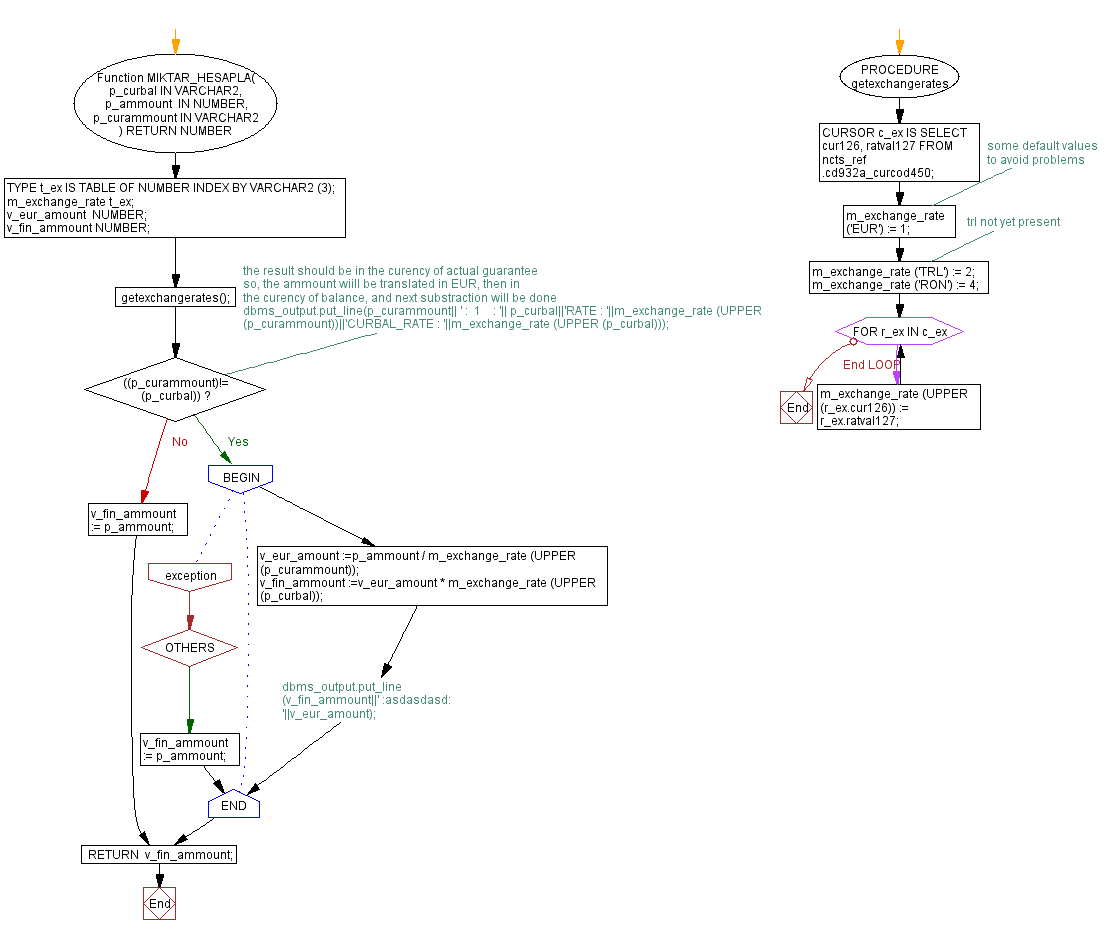 Function MIKTAR_HESAPLA(
p_curbal IN VARCHAR2,
p_ammount  IN NUMBER,
p_curammount IN VARCHAR2
) RETURN NUMBER
TYPE t_ex IS TABLE OF NUMBER INDEX BY VARCHAR2 (3);
m_exchange_rate t_ex;
v_eur_amount  NUMBER;
v_fin_ammount NUMBER;
getexchangerates();
the result should be in the curency of actual guarantee
so, the ammount wiill be translated in EUR, then in
the curency of balance, and next substraction will be done
dbms_output.put_line(p_curammount|| ' :  1    : '|| p_curbal||'RATE : '||m_exchange_rate (UPPER
(p_curammount))||'CURBAL_RATE : '||m_exchange_rate (UPPER (p_curbal)));
((p_curammount)!=
(p_curbal)) ?
No
Yes
BEGIN
v_fin_ammount
:= p_ammount;
v_eur_amount :=p_ammount / m_exchange_rate (UPPER
(p_curammount));
v_fin_ammount :=v_eur_amount * m_exchange_rate (UPPER
(p_curbal));
exception
OTHERS
dbms_output.put_line
(v_fin_ammount||' :asdasdasd:
'||v_eur_amount);
v_fin_ammount
:= p_ammount;
END
RETURN  v_fin_ammount;
End
PROCEDURE
getexchangerates
CURSOR c_ex IS SELECT
cur126, ratval127 FROM
ncts_ref
.cd932a_curcod450;
some default values
to avoid problems
m_exchange_rate
('EUR') := 1;
trl not yet present
m_exchange_rate ('TRL') := 2;
m_exchange_rate ('RON') := 4;
FOR r_ex IN c_ex
End LOOP
End
m_exchange_rate (UPPER
(r_ex.cur126)) :=
r_ex.ratval127;